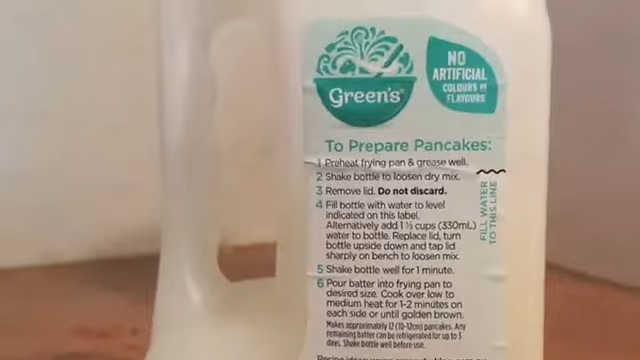 Green's
NO
ARTIFICIAL
COLOURS OR
FLAVOURS
To Prepare Pancakes:
1 Preheat frying pan & grease well.
2 Shake bottle to loosen dry mix.
3 Remove lid. Do not discard.
4 Fill bottle with water to level
indicated on this label.
Alternatively add 1 ⅓ cups (330mL)
water to bottle. Replace lid, turn
bottle upside down and tap lid
sharply on bench to loosen mix.
5 Shake bottle well for 1 minute.
6 Pour batter into frying pan to
desired size. Cook over low to
medium heat for 1-2 minutes on
each side or until golden brown.
Makes approximately 12 (10-12cm) pancakes. Any
remaining batter can be refrigerated for up to 3
days. Shake bottle well before use.
FILL WATER
TO THIS LINE